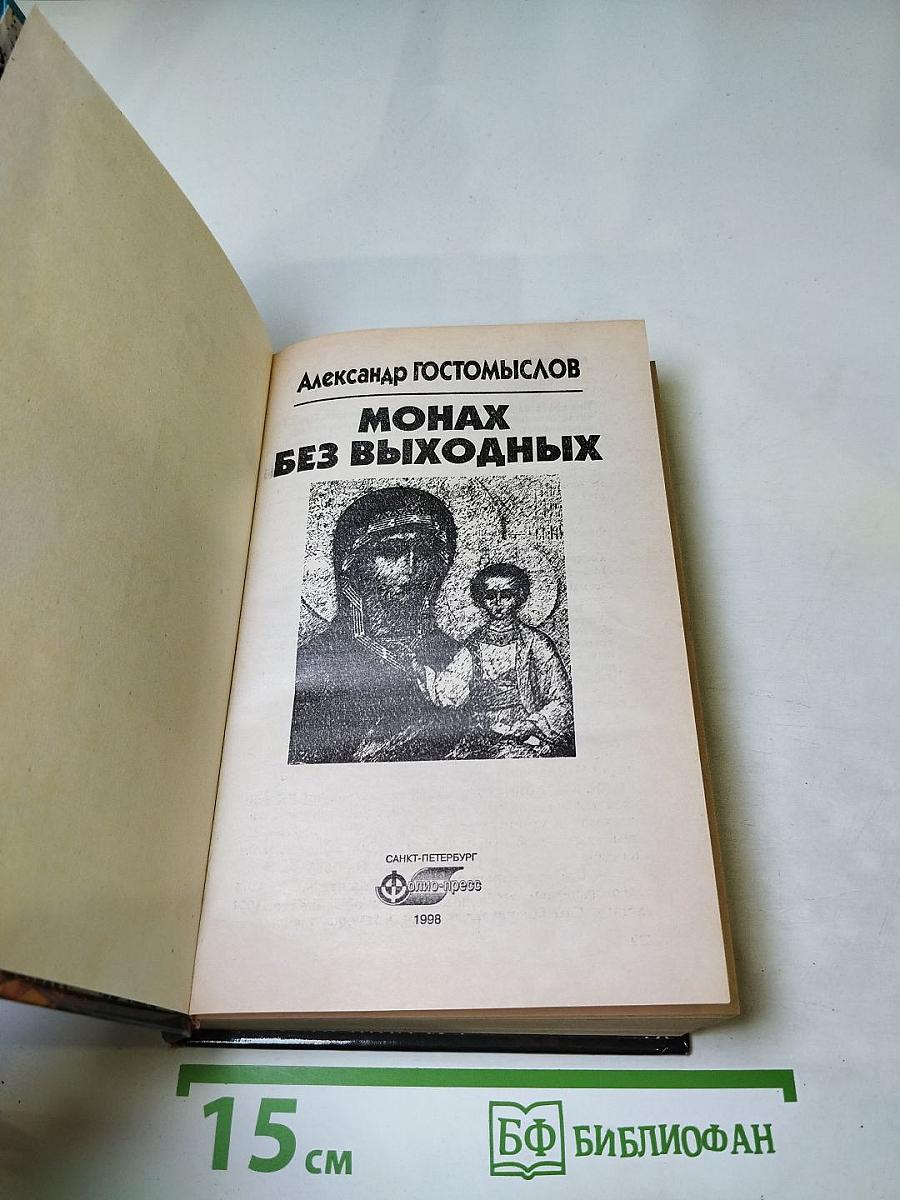 Александр ГОСТОМЫСЛОВ
МОНАХ
БЕЗ ВЫХОДНЫХ
САНКТ-ПЕТЕРБУРГ
Фолио-пресс
1998
15 см
БФ БИБЛИОФАН